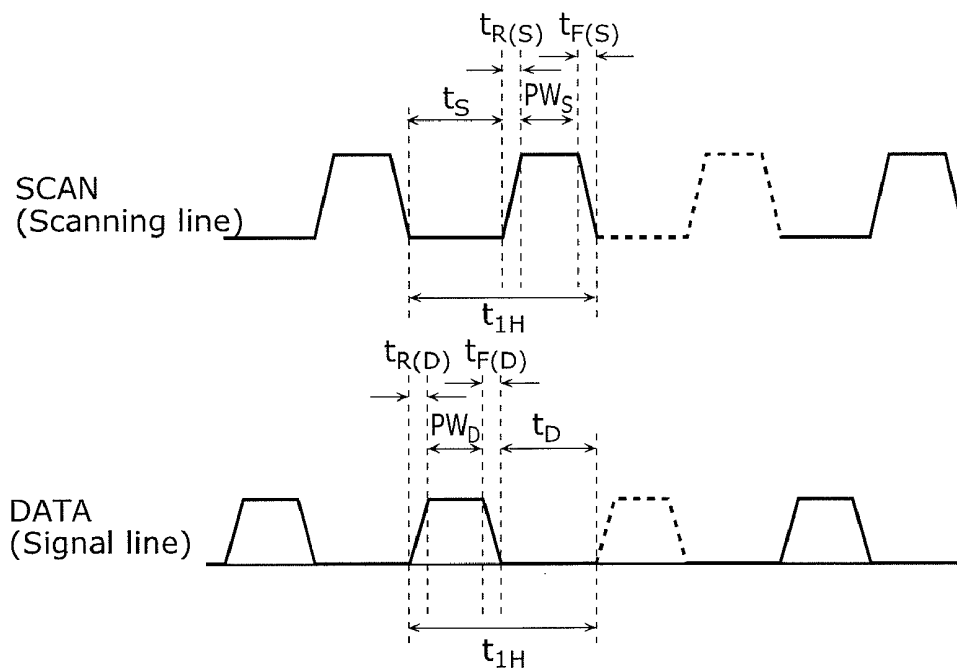 tR(S) tF(S)
tS PWS
SCAN
(Scanning line)
t1H
tR(D) tF(D)
PWD tD
DATA
(Signal line)
t1H